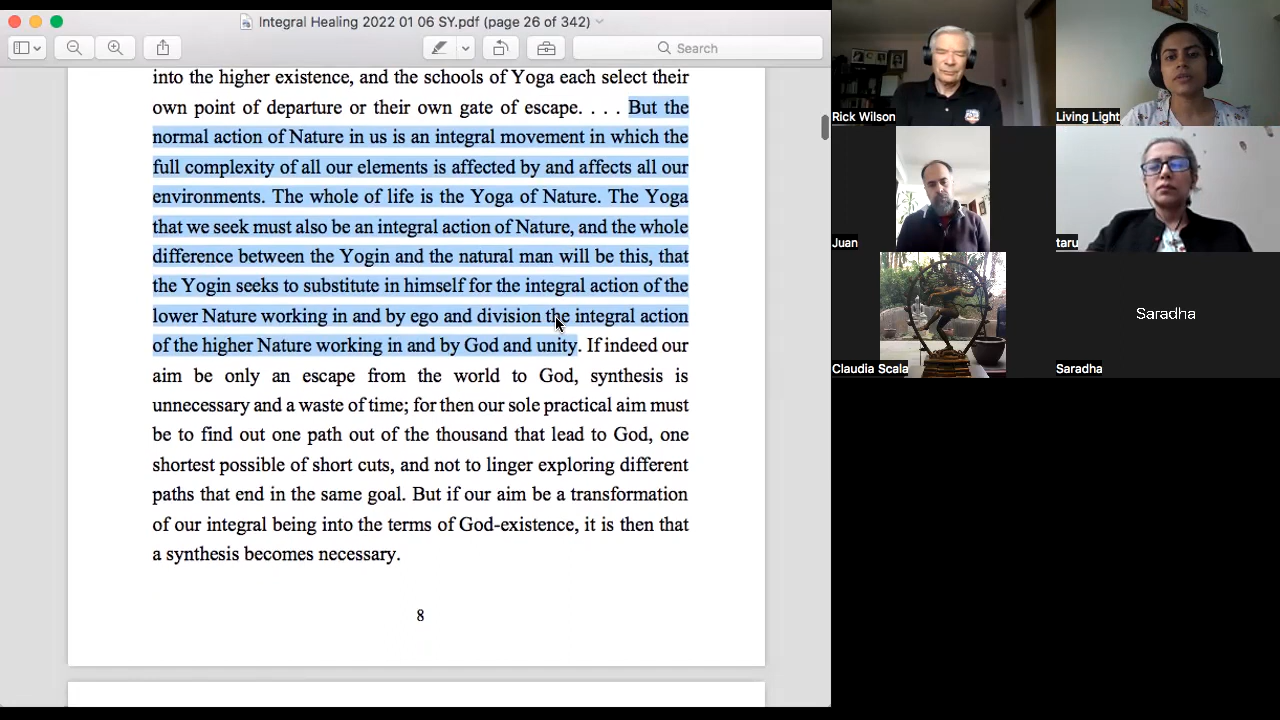 Integral Healing 2022 01 06 SY.pdf (page 26 of 342)
Search
into the higher existence, and the schools of Yoga each select their
own point of departure or their own gate of escape. . . . But the
normal action of Nature in us is an integral movement in which the
full complexity of all our elements is affected by and affects all our
environments. The whole of life is the Yoga of Nature. The Yoga
that we seek must also be an integral action of Nature, and the whole
difference between the Yogin and the natural man will be this, that
the Yogin seeks to substitute in himself for the integral action of the
lower Nature working in and by ego and division the integral action
of the higher Nature working in and by God and unity. If indeed our
aim be only an escape from the world to God, synthesis is
unnecessary and a waste of time; for then our sole practical aim must
be to find out one path out of the thousand that lead to God, one
shortest possible of short cuts, and not to linger exploring different
paths that end in the same goal. But if our aim be a transformation
of our integral being into the terms of God-existence, it is then that
a synthesis becomes necessary.
8
Rick Wilson
Living Light
Juan
taru
Claudia Scala
Saradha
Saradha